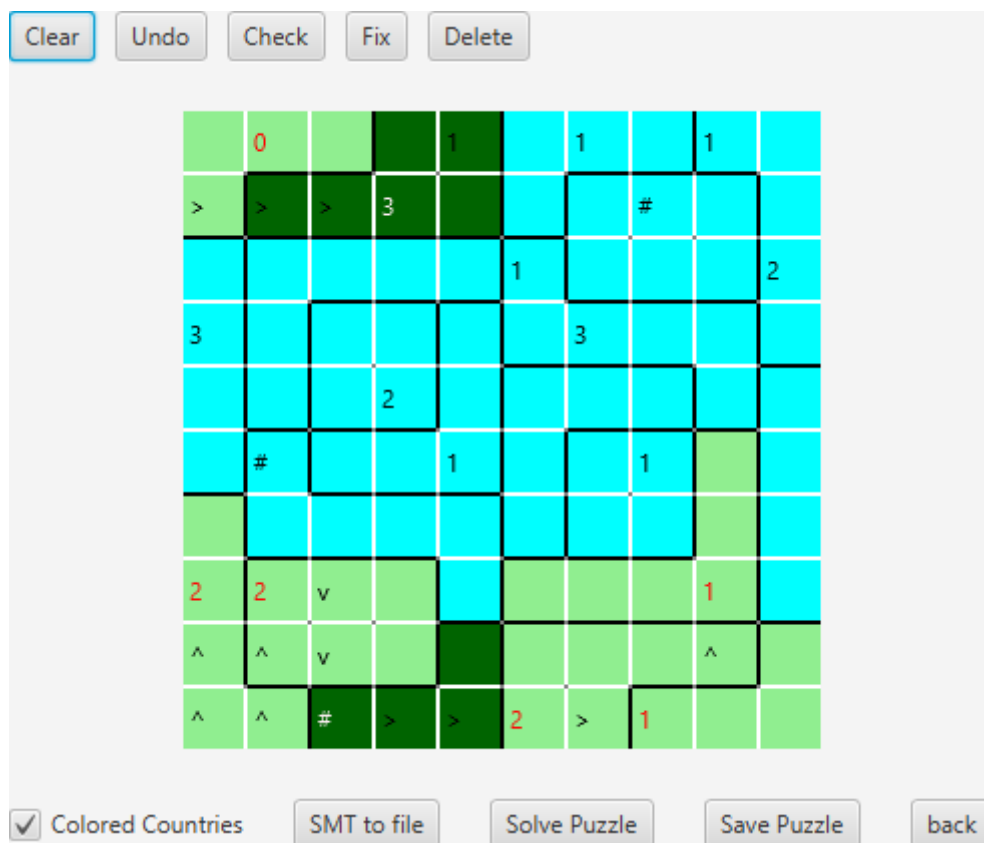 Clear Undo Check Fix Delete
0 1 1 1
> > > 3 #
1 2
3 3
2
# 1 1
2 2 v 1
^ ^ v ^
^ ^ # > > 2 > 1
Colored Countries SMT to file Solve Puzzle Save Puzzle back